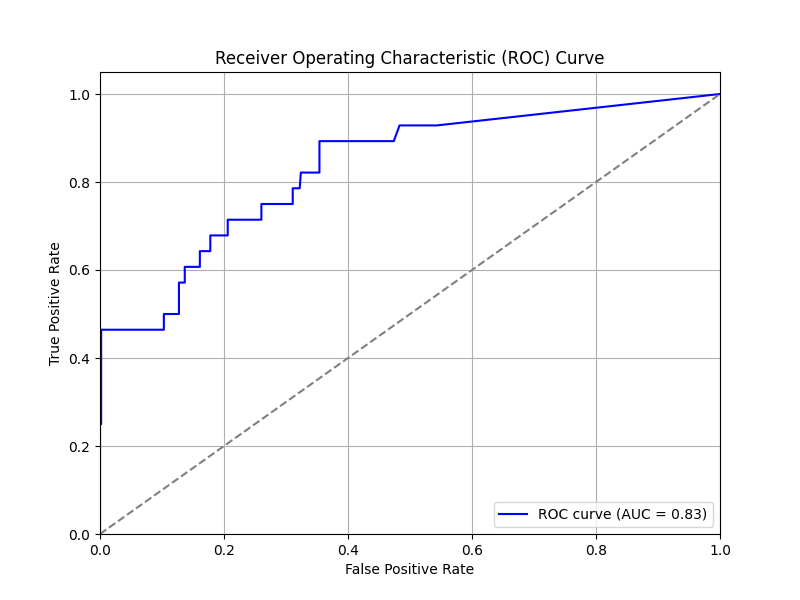 Receiver Operating Characteristic (ROC) Curve
1.0
0.8
0.6
0.4
0.2
0.0
True Positive Rate
ROC curve (AUC = 0.83)
0.0 0.2 0.4 0.6 0.8 1.0
False Positive Rate